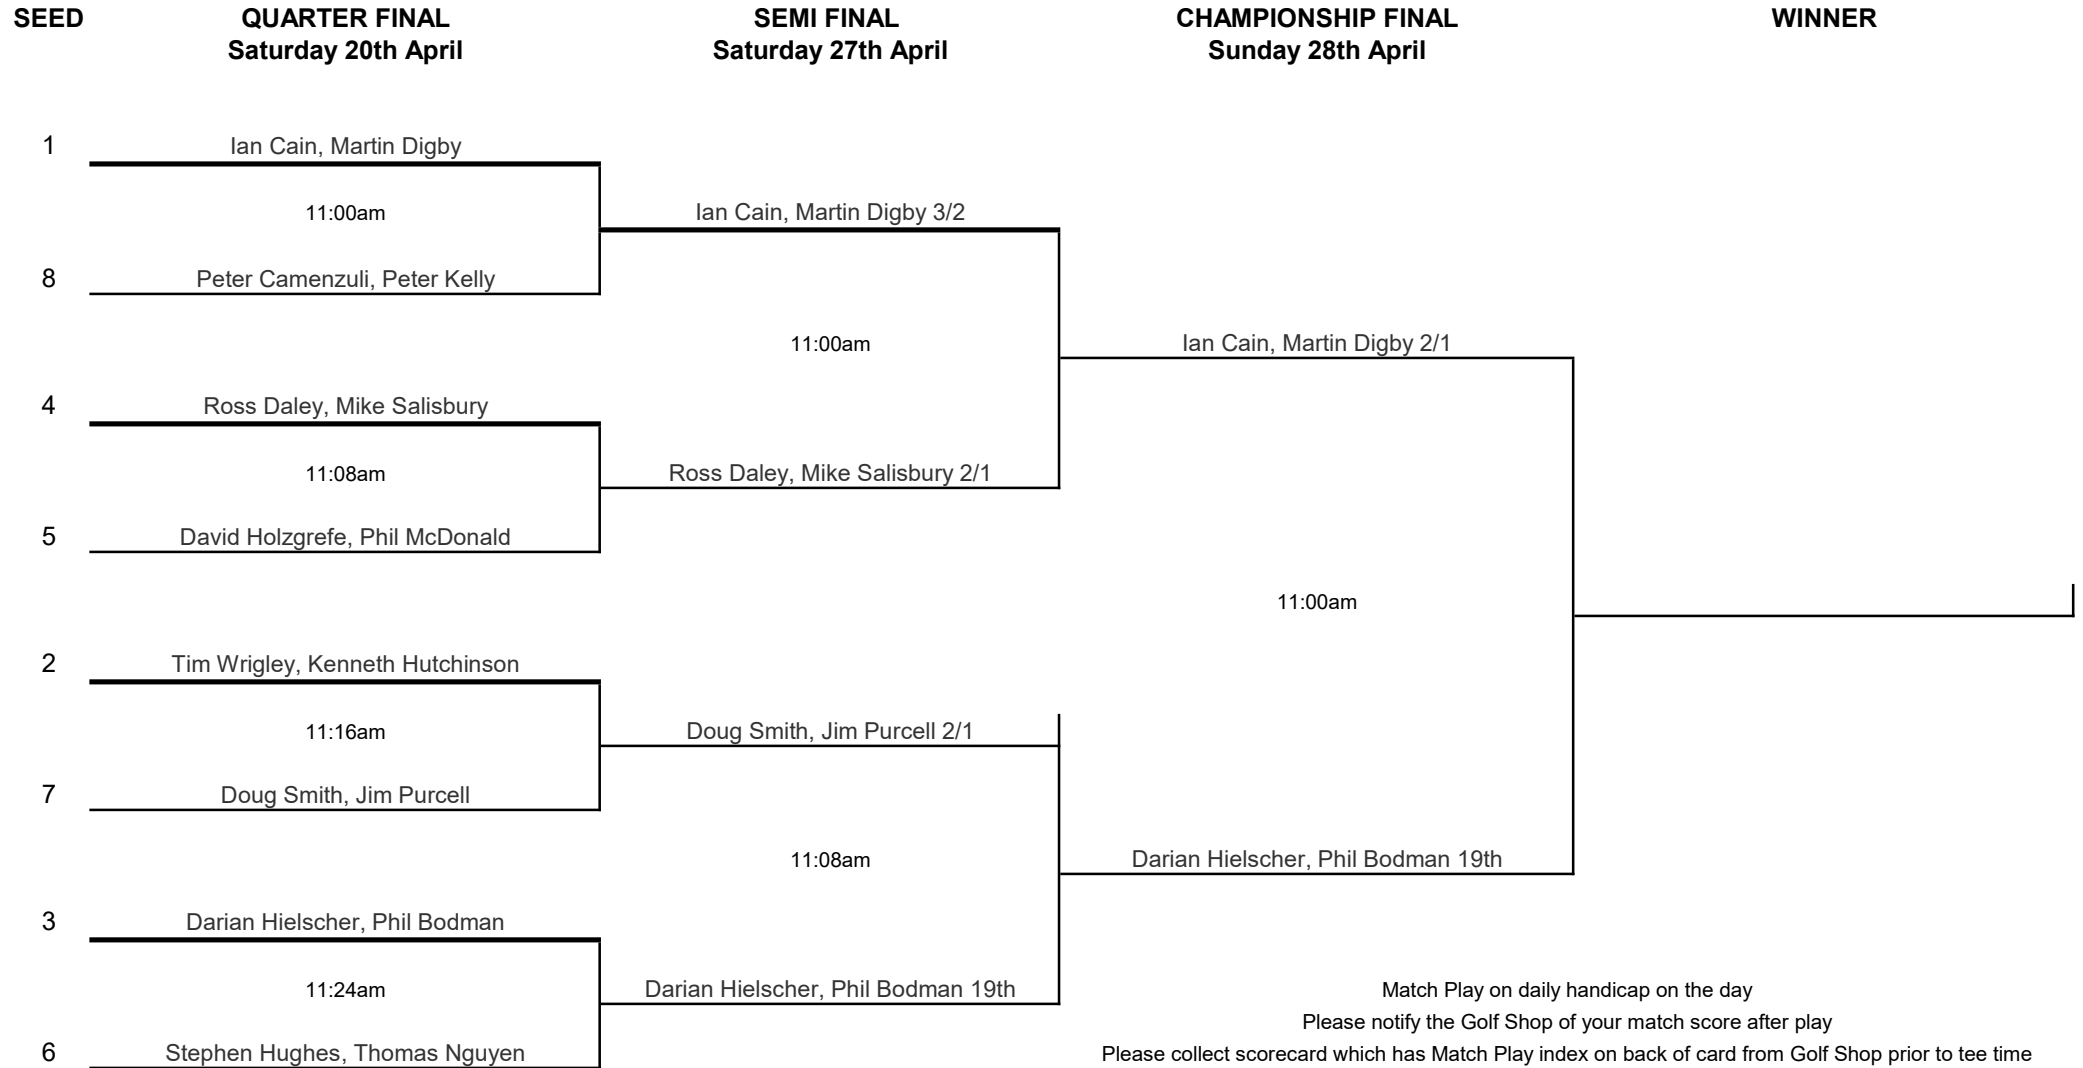 SEED QUARTER FINAL SEMI FINAL CHAMPIONSHIP FINAL WINNER
Saturday 20th April Saturday 27th April Sunday 28th April
1 Ian Cain, Martin Digby
11:00am Ian Cain, Martin Digby 3/2
8 Peter Camenzuli, Peter Kelly
11:00am Ian Cain, Martin Digby 2/1
4 Ross Daley, Mike Salisbury
11:08am Ross Daley, Mike Salisbury 2/1
5 David Holzgrefe, Phil McDonald
11:00am
2 Tim Wrigley, Kenneth Hutchinson
11:16am Doug Smith, Jim Purcell 2/1
7 Doug Smith, Jim Purcell
11:08am Darian Hielscher, Phil Bodman 19th
3 Darian Hielscher, Phil Bodman
11:24am Darian Hielscher, Phil Bodman 19th Match Play on daily handicap on the day
Please notify the Golf Shop of your match score after play
6 Stephen Hughes, Thomas Nguyen Please collect scorecard which has Match Play index on back of card from Golf Shop prior to tee time